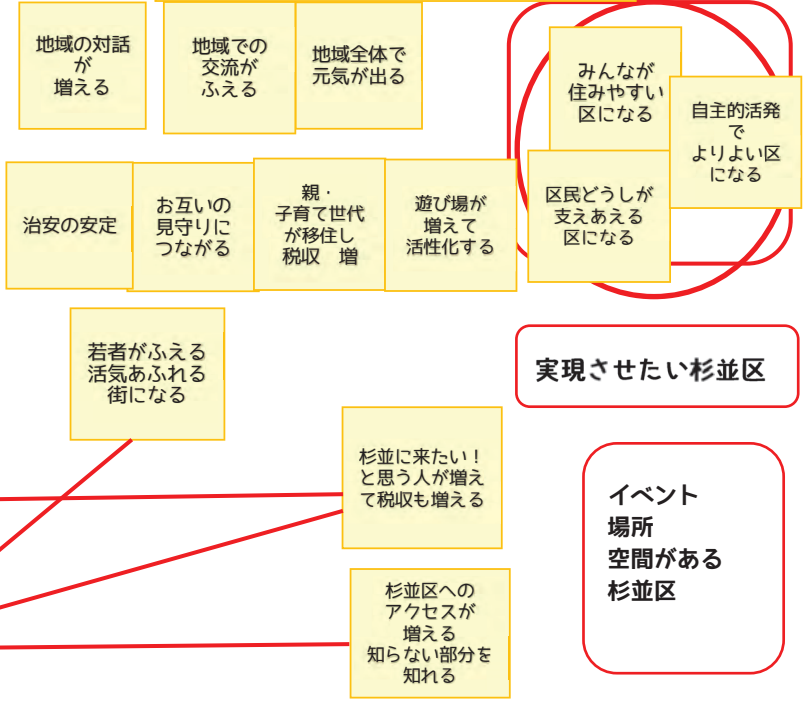 地域の対話
が
増える
地域での
交流が
ふえる
地域全体で
元気が出る
みんなが
住みやすい
区になる
自主的活発
で
よりよい区
になる
治安の安定
お互いの
見守りに
つながる
親・
子育て世代
が移住し
税収　増
遊び場が
増えて
活性化する
区民どうしが
支えあえる
区になる
若者がふえる
活気あふれる
街になる
実現させたい杉並区
杉並に来たい！
と思う人が増え
て税収も増える
イベント
場所
空間がある
杉並区
杉並区への
アクセスが
増える
知らない部分を
知れる